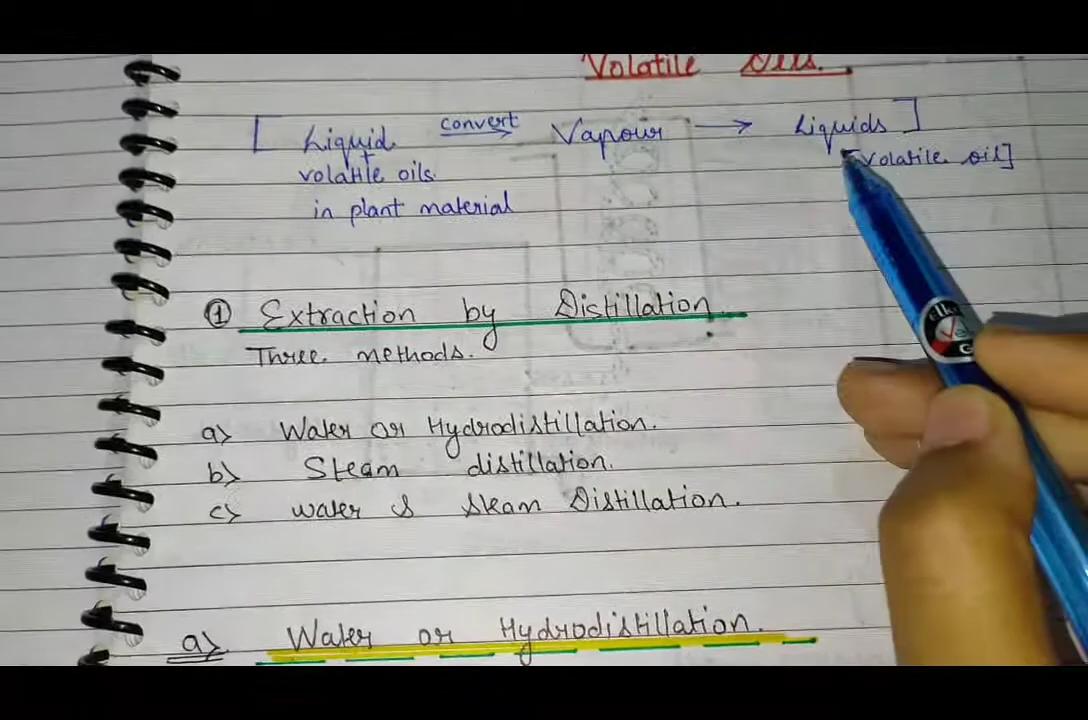 Volatile Oils.
[ Liquid convert → Vapour → Liquids ]
+ [volatile oil]
volatile oils
in plant material
① Extraction by Distillation.
Three methods.
a) Water or Hydrodistillation.
b) Steam distillation.
c) water & Steam Distillation.
a) Water or Hydrodistillation.